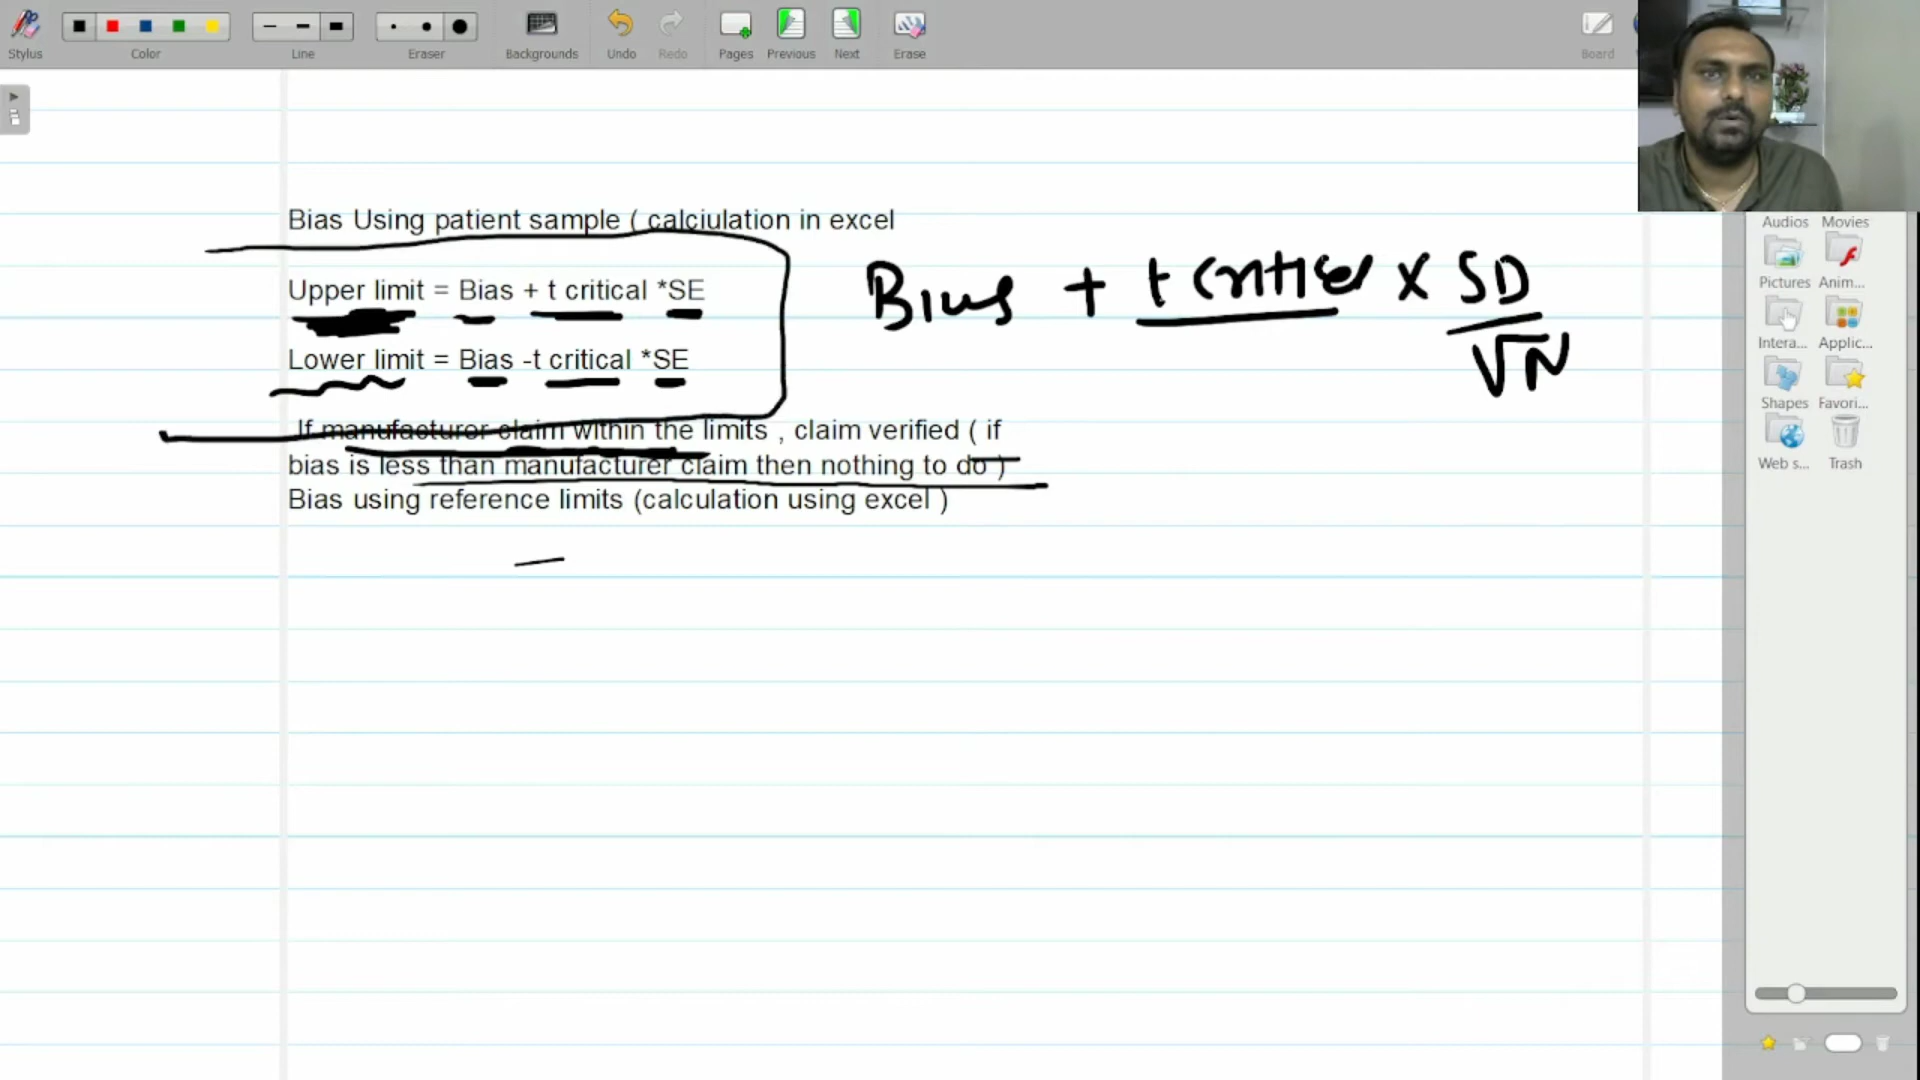 Stylus
Color
Line
Eraser
Backgrounds
Undo
Redo
Pages
Previous
Next
Erase
Board
Bias Using patient sample ( calciulation in excel
Upper limit = Bias + t critical *SE
Lower limit = Bias -t critical *SE
If manufacturer claim within the limits , claim verified ( if
bias is less than manufacturer claim then nothing to do )
Bias using reference limits (calculation using excel )
Bias + t critical X SD
√N
Audios Movies
Pictures Anim...
Intera... Applic...
Shapes Favori...
Web s... Trash